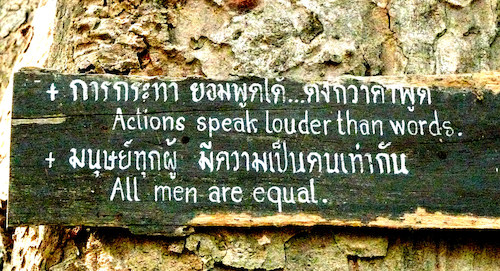 + การกระทำ ย่อมพูดได้...ดังกว่าคำพูด
Actions speak louder than words.
+ มนุษย์ทุกผู้ มีความเป็นคนเท่ากัน
All men are equal.